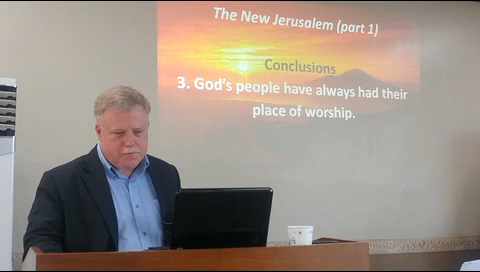 The New Jerusalem (part 1)
Conclusions
3. God's people have always had their
place of worship.